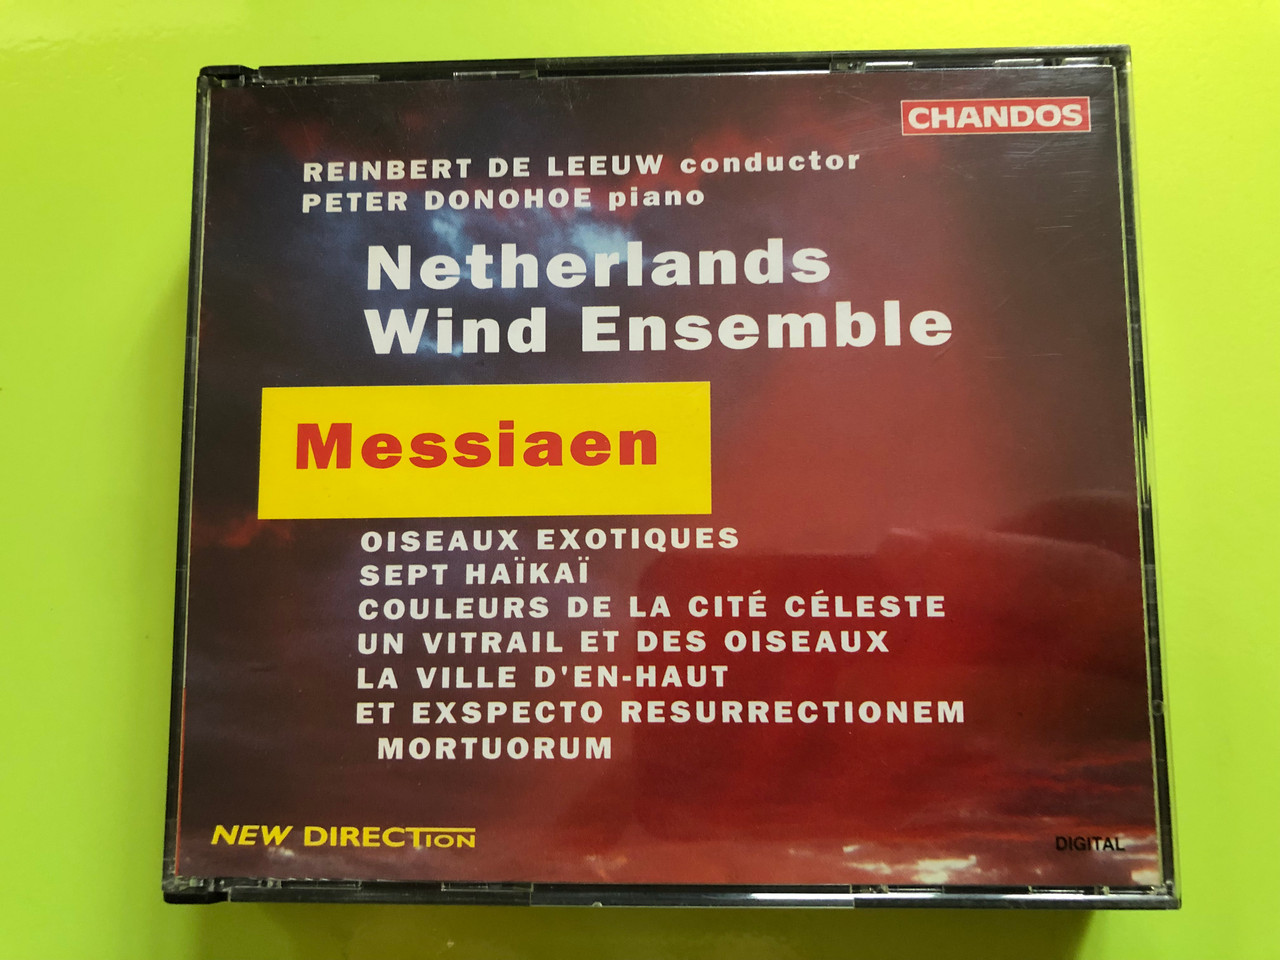 CHANDOS
REINBERT DE LEEUW conductor
PETER DONOHOE piano
Netherlands
Wind Ensemble
Messiaen
OISEAUX EXOTIQUES
SEPT HAÏKAÏ
COULEURS DE LA CITÉ CÉLESTE
UN VITRAIL ET DES OISEAUX
LA VILLE D'EN-HAUT
ET EXSPECTO RESURRECTIONEM
MORTUORUM
NEW DIRECTION
DIGITAL